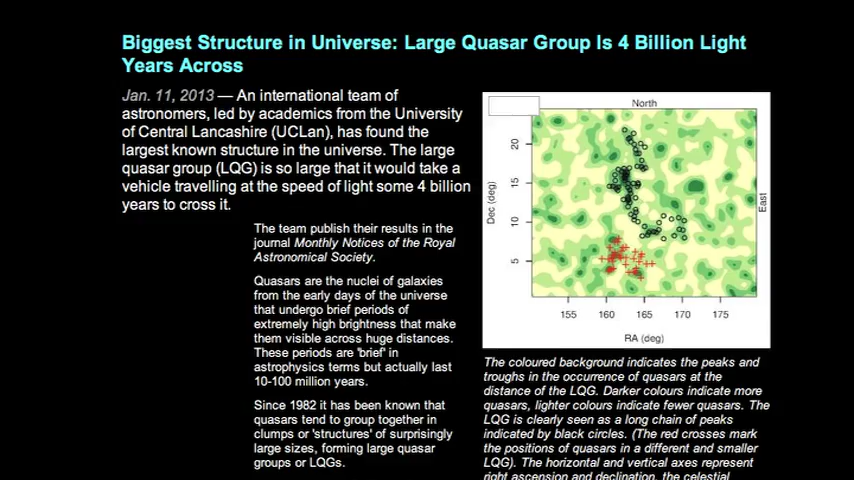 Biggest Structure in Universe: Large Quasar Group Is 4 Billion Light
Years Across
Jan. 11, 2013 — An international team of
astronomers, led by academics from the University
of Central Lancashire (UCLan), has found the
largest known structure in the universe. The large
quasar group (LQG) is so large that it would take a
vehicle travelling at the speed of light some 4 billion
years to cross it.
The team publish their results in the
journal Monthly Notices of the Royal
Astronomical Society.
Quasars are the nuclei of galaxies
from the early days of the universe
that undergo brief periods of
extremely high brightness that make
them visible across huge distances.
These periods are 'brief' in
astrophysics terms but actually last
10-100 million years.
Since 1982 it has been known that
quasars tend to group together in
clumps or 'structures' of surprisingly
large sizes, forming large quasar
groups or LQGs.
North
20
15
10
5
Dec (deg)
East
155 160 165 170 175
RA (deg)
The coloured background indicates the peaks and
troughs in the occurrence of quasars at the
distance of the LQG. Darker colours indicate more
quasars, lighter colours indicate fewer quasars. The
LQG is clearly seen as a long chain of peaks
indicated by black circles. (The red crosses mark
the positions of quasars in a different and smaller
LQG). The horizontal and vertical axes represent
right ascension and declination, the celestial